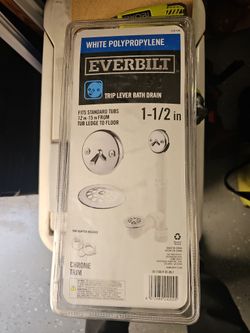 WHITE POLYPROPYLENE
EVERBILT
TRIP LEVER BATH DRAIN
FITS STANDARD TUBS
12 in.-15 in. FROM
TUB LEDGE TO FLOOR
1-1/2 in
CHROME
TRIM